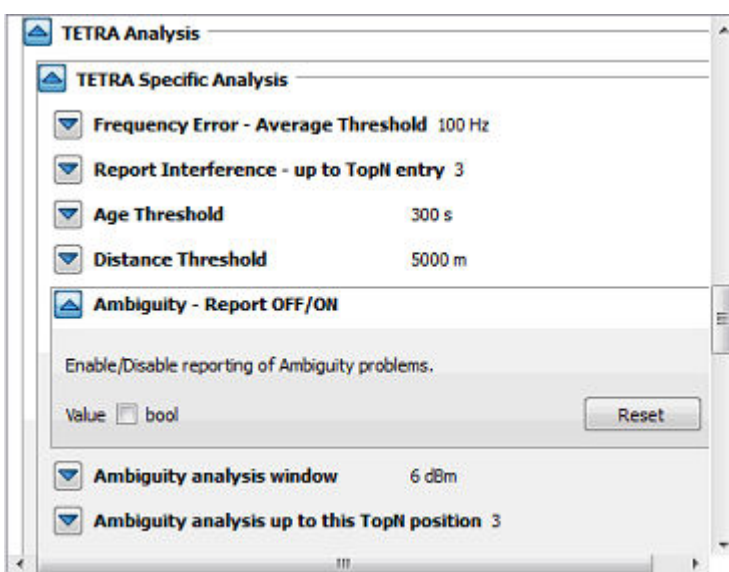 TETRA Analysis
TETRA Specific Analysis
Frequency Error - Average Threshold 100 Hz
Report Interference - up to TopN entry 3
Age Threshold 300 s
Distance Threshold 5000 m
Ambiguity - Report OFF/ON
Enable/Disable reporting of Ambiguity problems.
Value bool Reset
Ambiguity analysis window 6 dBm
Ambiguity analysis up to this TopN position 3